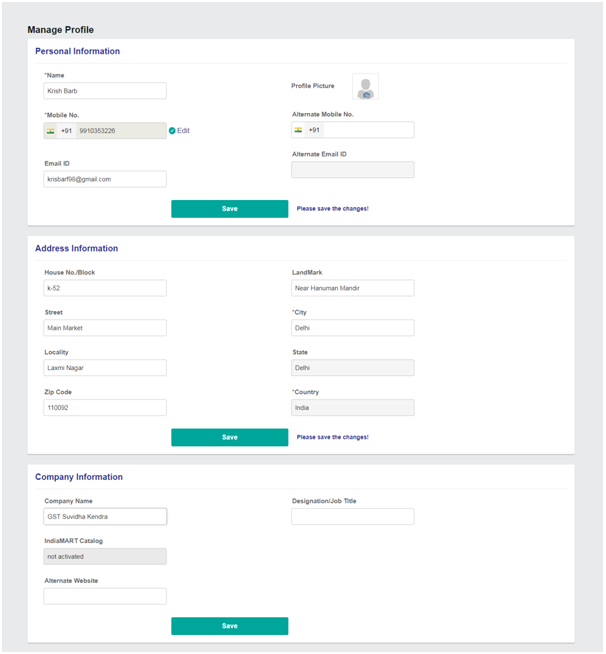 Manage Profile
Personal Information
*Name
Krish Barb
Profile Picture
*Mobile No.
+91 9910353226 Edit
Alternate Mobile No.
+91
Email ID
krisbarf98@gmail.com
Alternate Email ID
Save Please save the changes!
Address Information
House No./Block
k-52
LandMark
Near Hanuman Mandir
Street
Main Market
*City
Delhi
Locality
Laxmi Nagar
State
Delhi
Zip Code
110092
*Country
India
Save Please save the changes!
Company Information
Company Name
GST Suvidha Kendra
Designation/Job Title
IndiaMART Catalog
not activated
Alternate Website
Save